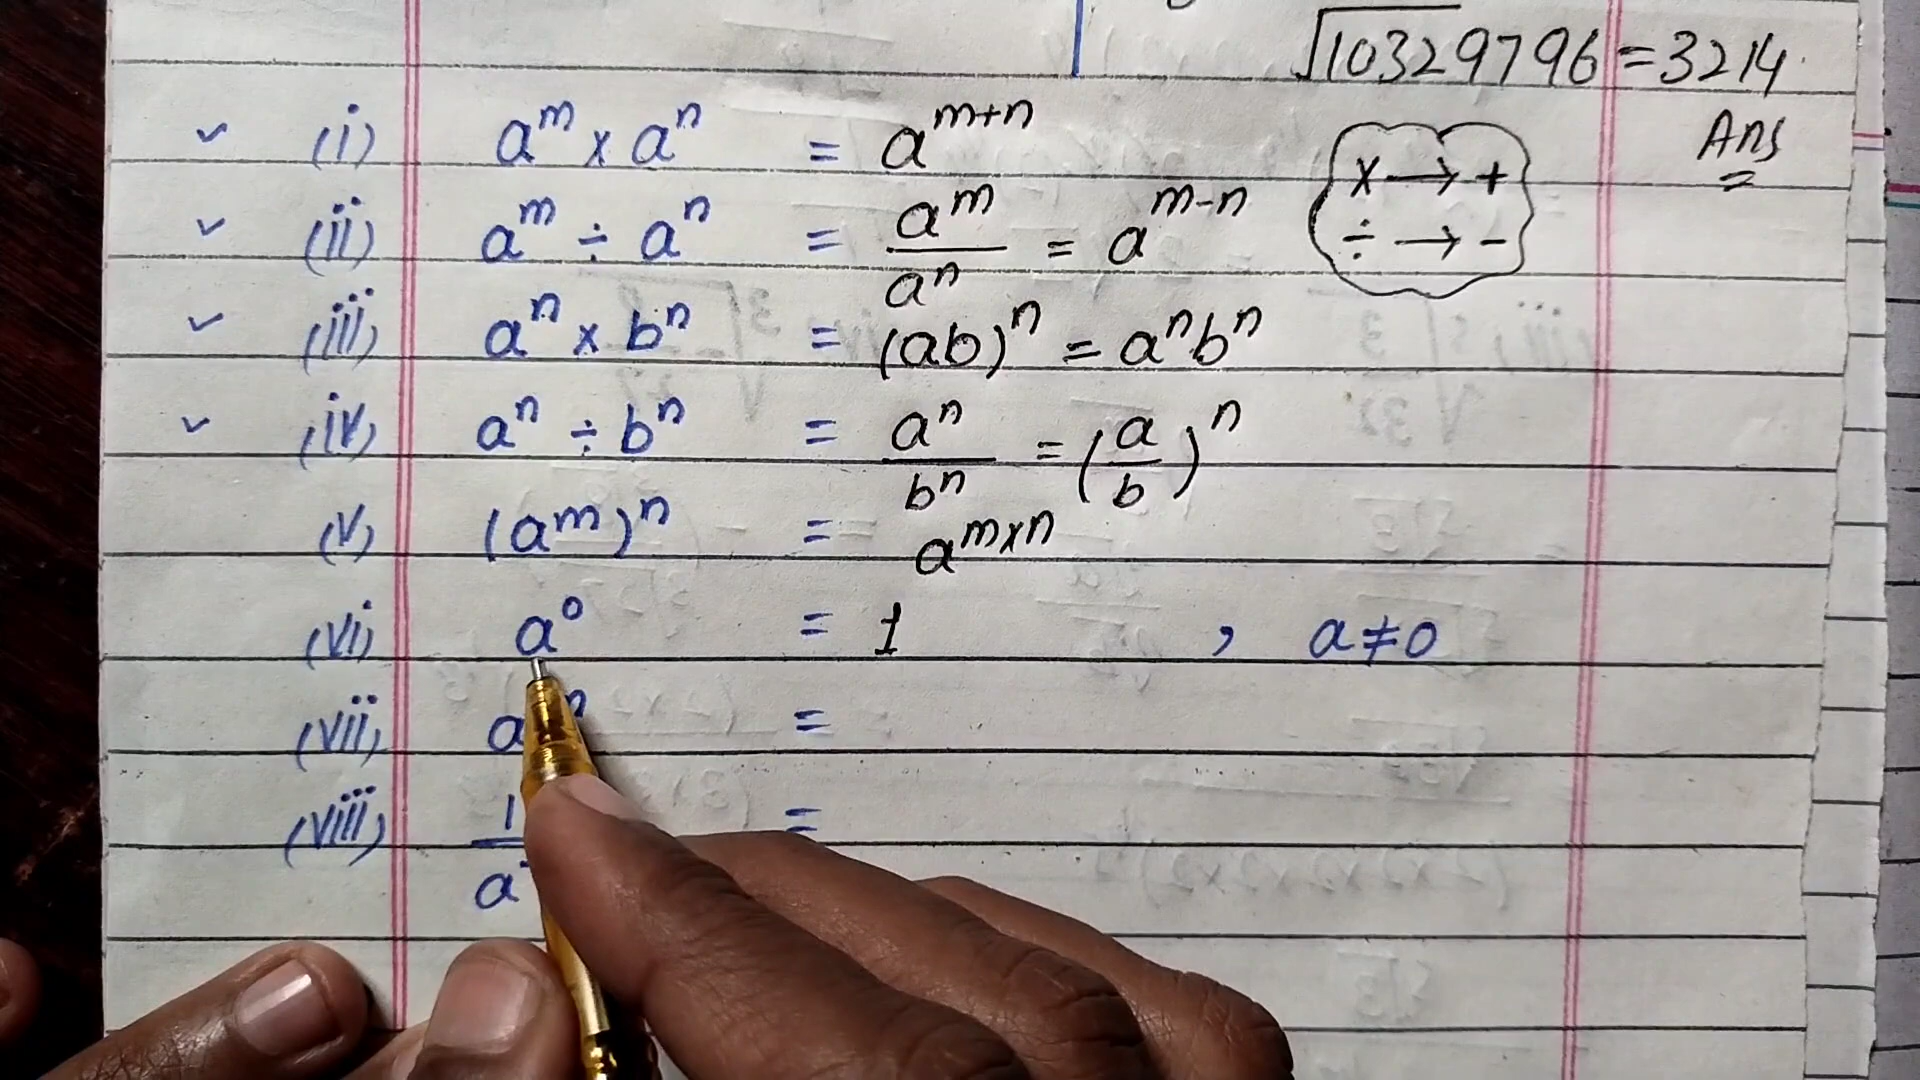 √10329796 = 3214
Ans
=
(i) aᵐ × aⁿ = aᵐ⁺ⁿ
× → +
(ii) aᵐ ÷ aⁿ = aᵐ/aⁿ = aᵐ⁻ⁿ
÷ → -
(iii) aⁿ × bⁿ = (ab)ⁿ = aⁿbⁿ
(iv) aⁿ ÷ bⁿ = aⁿ/bⁿ = (a/b)ⁿ
(v) (aᵐ)ⁿ = aᵐˣⁿ
(vi) a⁰ = 1 , a ≠ 0
(vii) a =
(viii) 1/a =